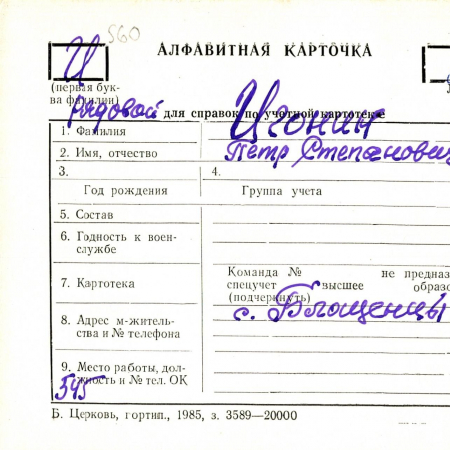 560
АЛФАВИТНАЯ КАРТОЧКА
И
(первая бук-
ва фамилии)
рядовой для справок по учетной картотеке
1. Фамилия
2. Имя, отчество Петр Степанович
3. 4.
Год рождения Группа учета
5. Состав
6. Годность к воен-
службе
7. Картотека
Команда № не предназ
спецучет высшее образо
(подчеркнуть)
8. Адрес м-житель-
ства и № телефона
с. Блощенцы
9. Место работы, дол-
жность и № тел. ОК
545
Б. Церковь, гортип., 1985, з. 3589—20000